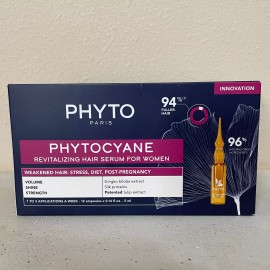 INNOVATION
PHYTO
PARIS
94%
FULLER
HAIR
PHYTOCYANE
REVITALIZING HAIR SERUM FOR WOMEN
96%
WEAKENED HAIR: STRESS, DIET, POST-PREGNANCY
VOLUME Gingko biloba extract
SHINE Silk proteins
STRENGTH Patented tulip extract